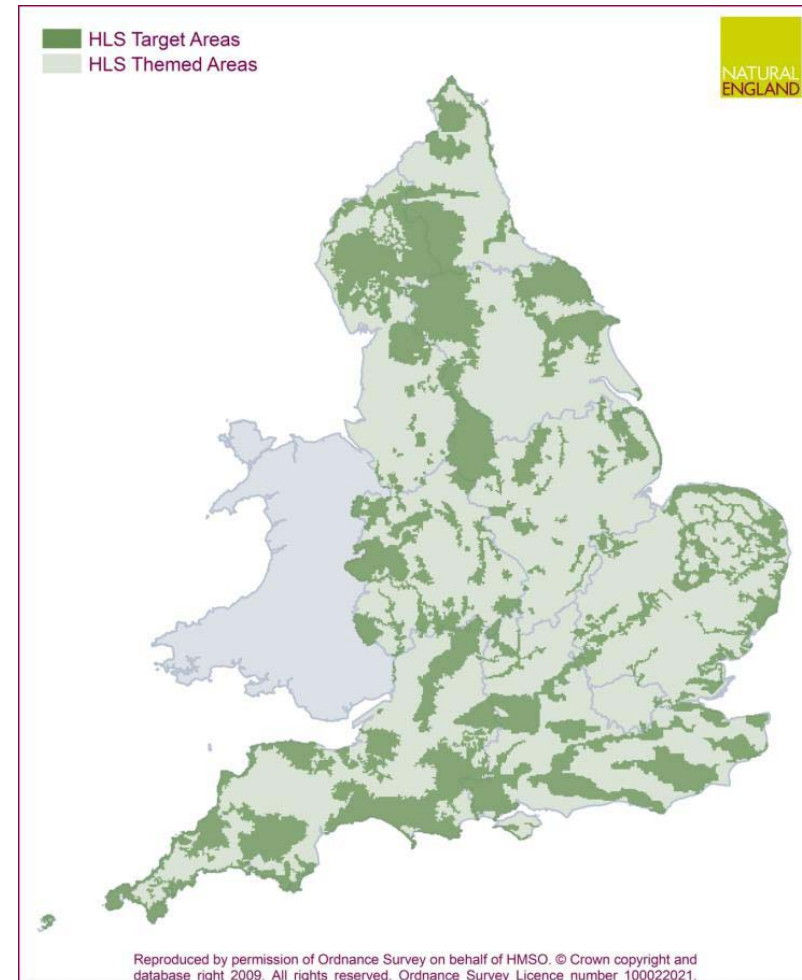 HLS Target Areas
HLS Themed Areas
NATURAL
ENGLAND
Reproduced by permission of Ordnance Survey on behalf of HMSO. © Crown copyright and
database right 2009. All rights reserved. Ordnance Survey Licence number 100022021.